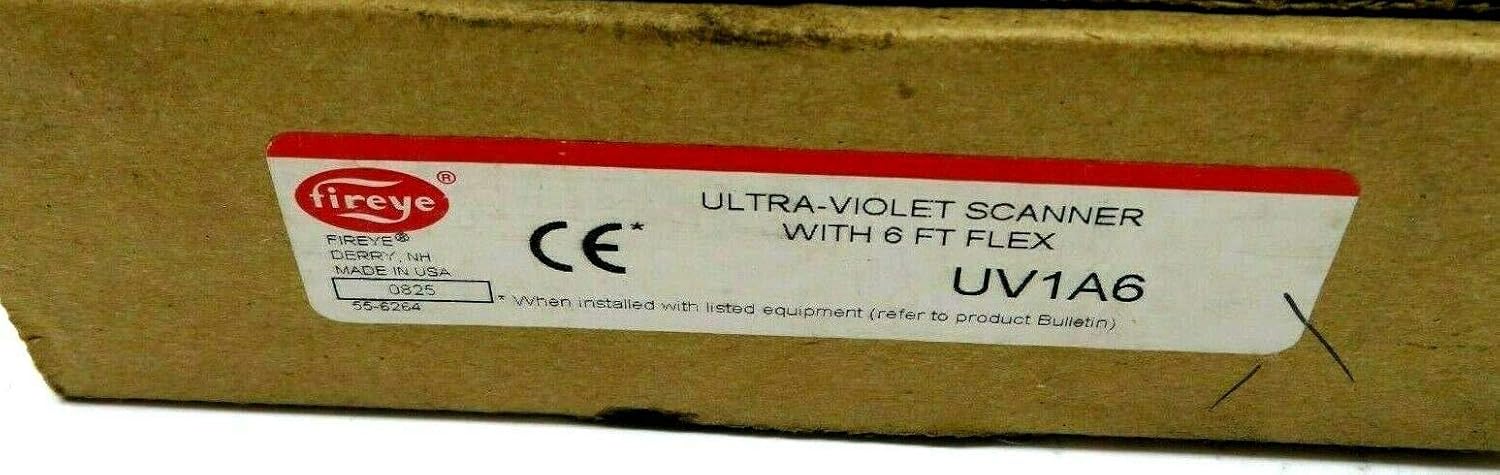 fireye®
FIREYE®
DERRY, NH
MADE IN USA
0825
55-6264
CE*
ULTRA-VIOLET SCANNER
WITH 6 FT FLEX
UV1A6
* When installed with listed equipment (refer to product Bulletin)